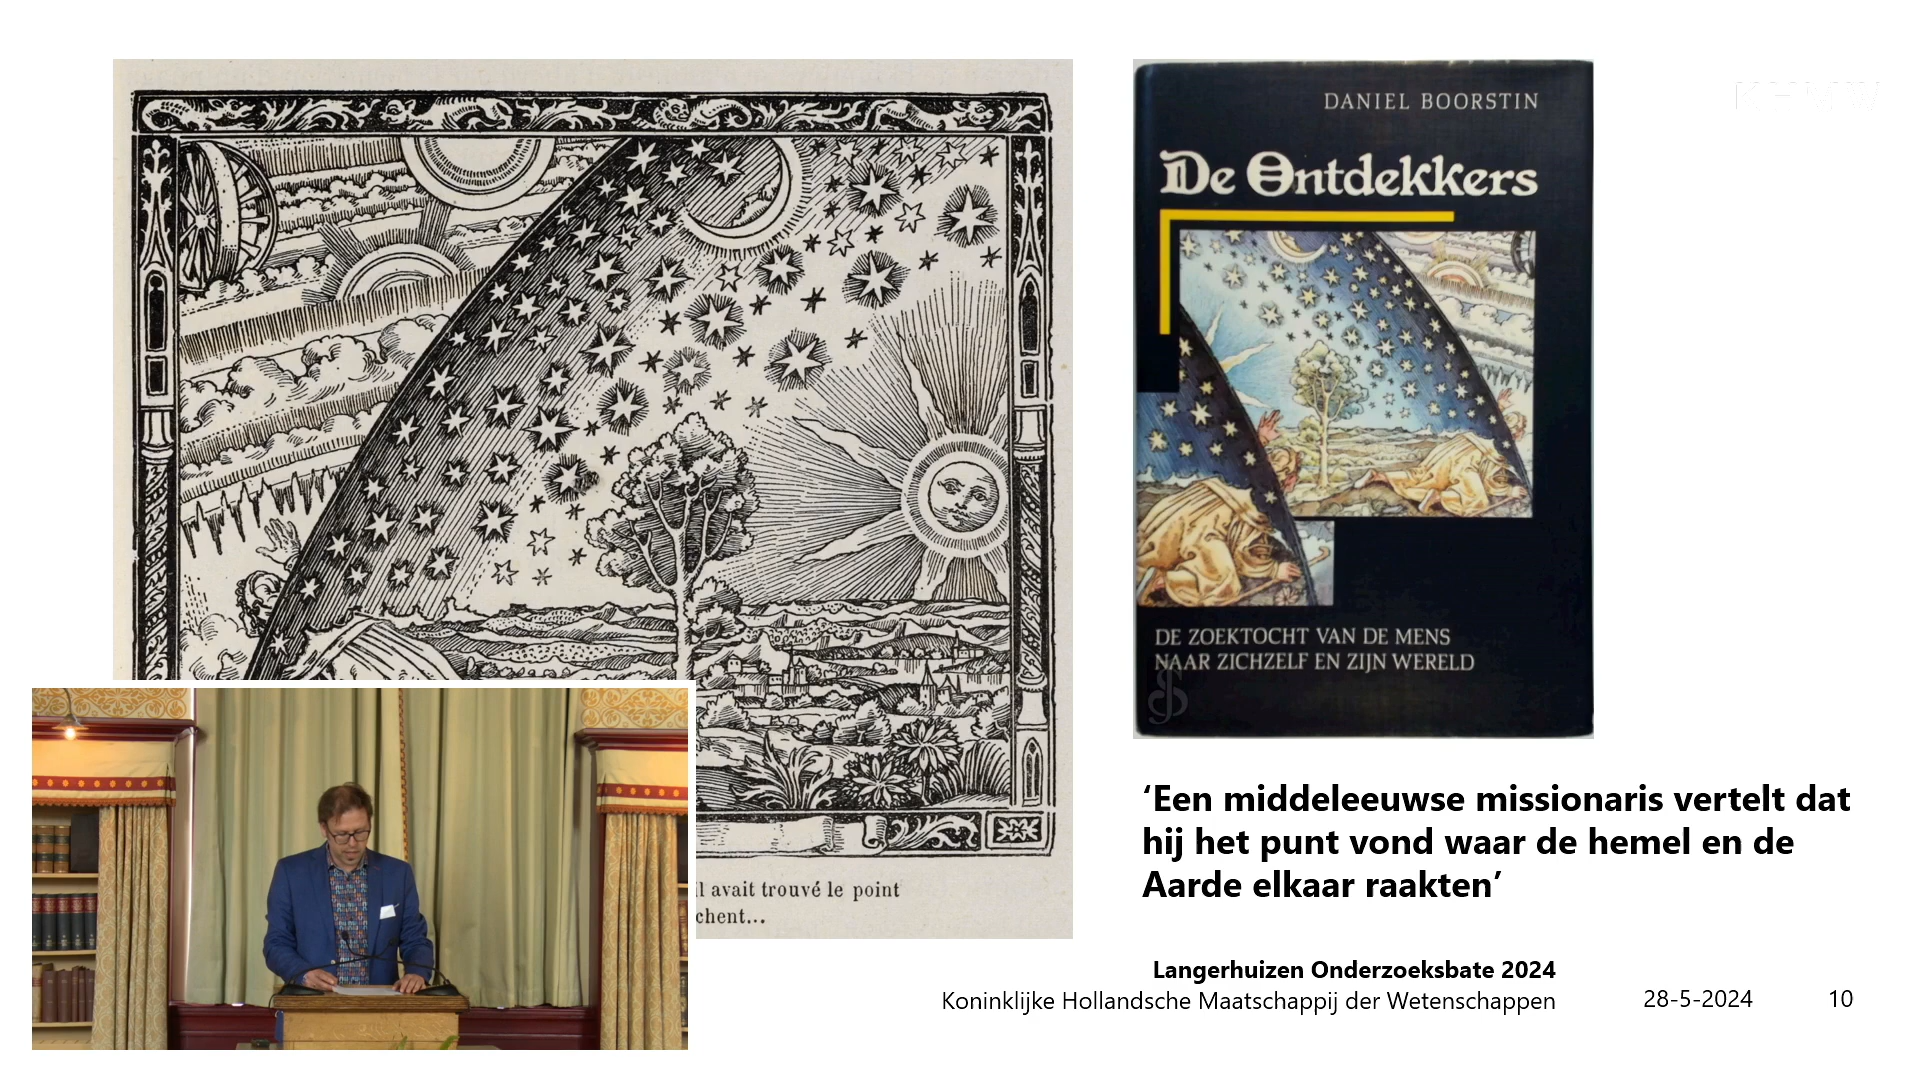 KHMW
DANIEL BOORSTIN
De Ontdekkers
DE ZOEKTOCHT VAN DE MENS
NAAR ZICHZELF EN ZIJN WERELD
‘Een middeleeuwse missionaris vertelt dat
hij het punt vond waar de hemel en de
Aarde elkaar raakten’
il avait trouvé le point
chent...
Langerhuizen Onderzoeksbate 2024
Koninklijke Hollandsche Maatschappij der Wetenschappen
28-5-2024
10